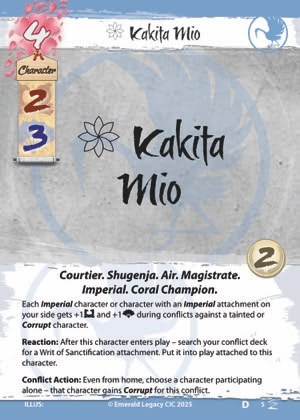 4
Kakita Mio
Character
2
3
Kakita
Mio
2
Courtier. Shugenja. Air. Magistrate.
Imperial. Coral Champion.
Each Imperial character or character with an Imperial attachment on
your side gets +1 and +1 during conflicts against a tainted or
Corrupt character.
Reaction: After this character enters play – search your conflict
deck for a Writ of Sanctification attachment. Put it into play attached to this
character.
Conflict Action: Even from home, choose a character participating
alone – that character gains Corrupt for this conflict.
ILLUS:
© Emerald Legacy CIC 2025
D
5